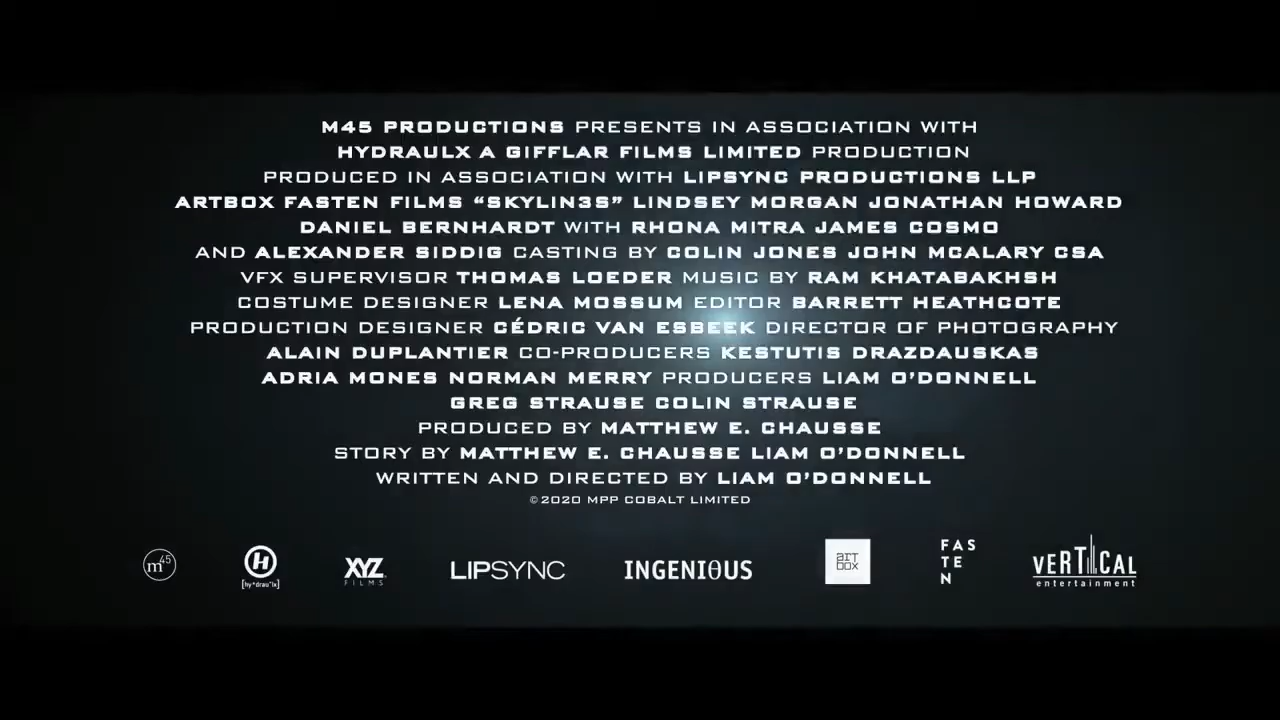 M45 PRODUCTIONS PRESENTS IN ASSOCIATION WITH
HYDRAULX A GIFFLAR FILMS LIMITED PRODUCTION
PRODUCED IN ASSOCIATION WITH LIPSYNC PRODUCTIONS LLP
ARTBOX FASTEN FILMS “SKYLIN3S” LINDSEY MORGAN JONATHAN HOWARD
DANIEL BERNHARDT WITH RHONA MITRA JAMES COSMO
AND ALEXANDER SIDDIG CASTING BY COLIN JONES JOHN MCALARY CSA
VFX SUPERVISOR THOMAS LOEDER MUSIC BY RAM KHATABAKHSH
COSTUME DESIGNER LENA MOSSUM EDITOR BARRETT HEATHCOTE
PRODUCTION DESIGNER CÉDRIC VAN ESBEEK DIRECTOR OF PHOTOGRAPHY
ALAIN DUPLANTIER CO-PRODUCERS KESTUTIS DRAZDAUSKAS
ADRIA MONES NORMAN MERRY PRODUCERS LIAM O’DONNELL
GREG STRAUSE COLIN STRAUSE
PRODUCED BY MATTHEW E. CHAUSSE
STORY BY MATTHEW E. CHAUSSE LIAM O’DONNELL
WRITTEN AND DIRECTED BY LIAM O’DONNELL
©2020 MPP COBALT LIMITED
m45
H
[hy*drau*lx]
XYZ
FILMS
LIPSYNC
INGENIθUS
art
box
FAS
TE
N
VERTICAL
entertainment